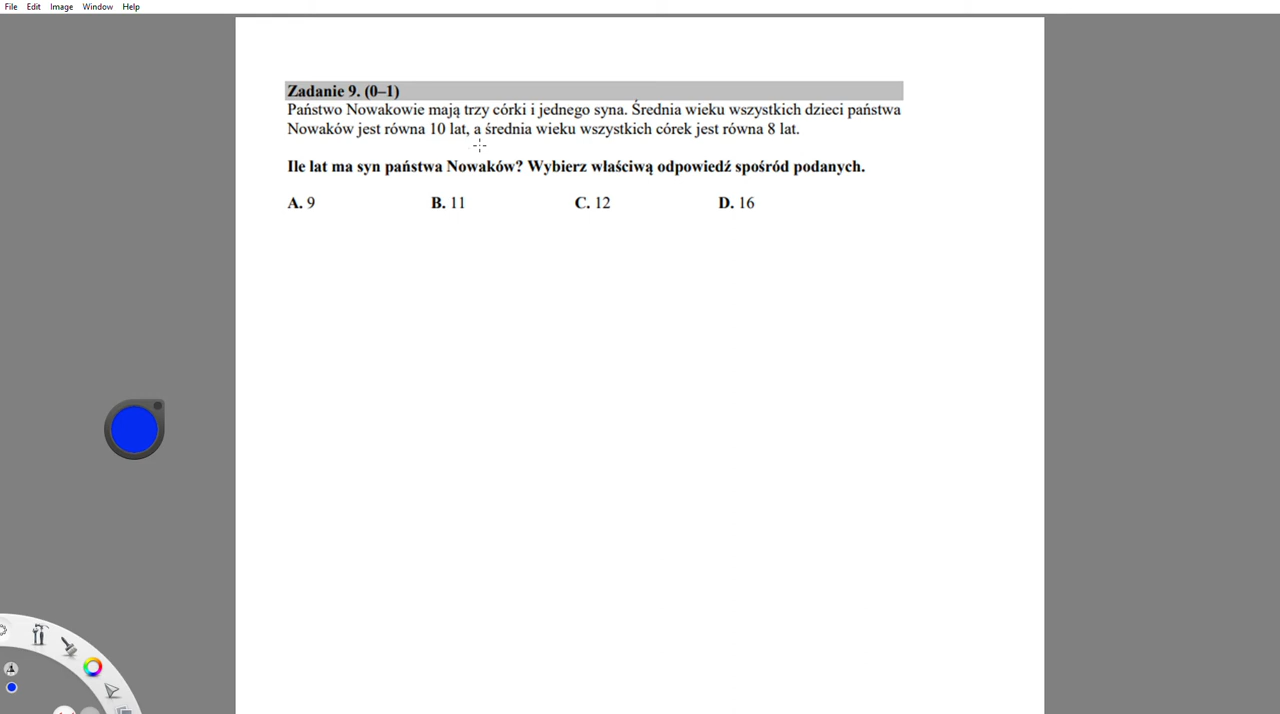 File Edit Image Window Help
Zadanie 9. (0–1)
Państwo Nowakowie mają trzy córki i jednego syna. Średnia wieku wszystkich dzieci państwa
Nowaków jest równa 10 lat, a średnia wieku wszystkich córek jest równa 8 lat.
Ile lat ma syn państwa Nowaków? Wybierz właściwą odpowiedź spośród podanych.
A. 9 B. 11 C. 12 D. 16